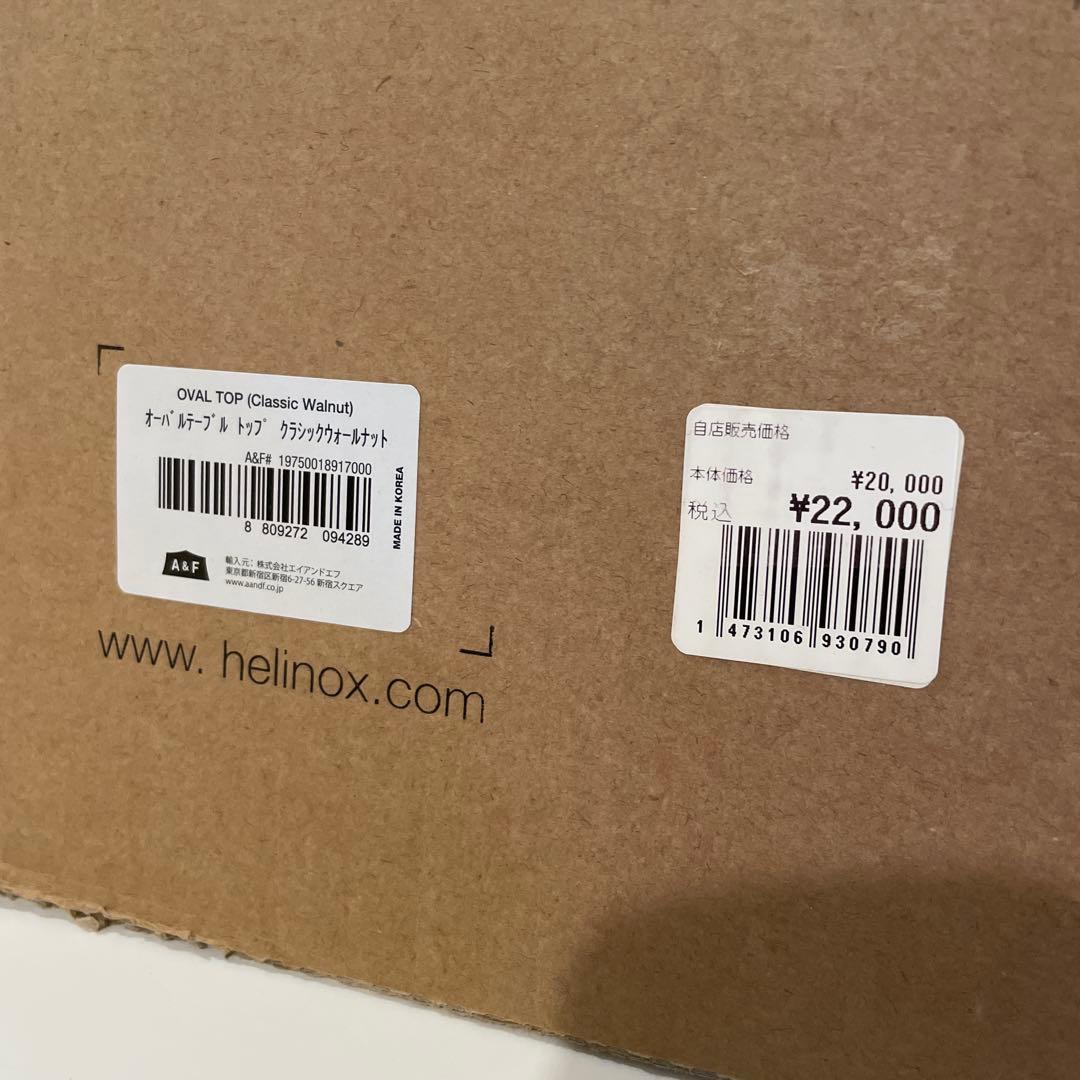 OVAL TOP (Classic Walnut)
ｵｰﾊﾞﾙﾃｰﾌﾞﾙ ﾄｯﾌﾟ ｸﾗｼｯｸｳｫｰﾙﾅｯﾄ
A&F# 19750018917000
8 809272 094289
MADE IN KOREA
A&F
輸入元：株式会社エイアンドエフ
東京都新宿区新宿6-27-56 新宿スクエア
www.aandf.co.jp
www. helinox.com
自店販売価格
本体価格 ¥20,000
税込 ¥22,000
1 473106 930790